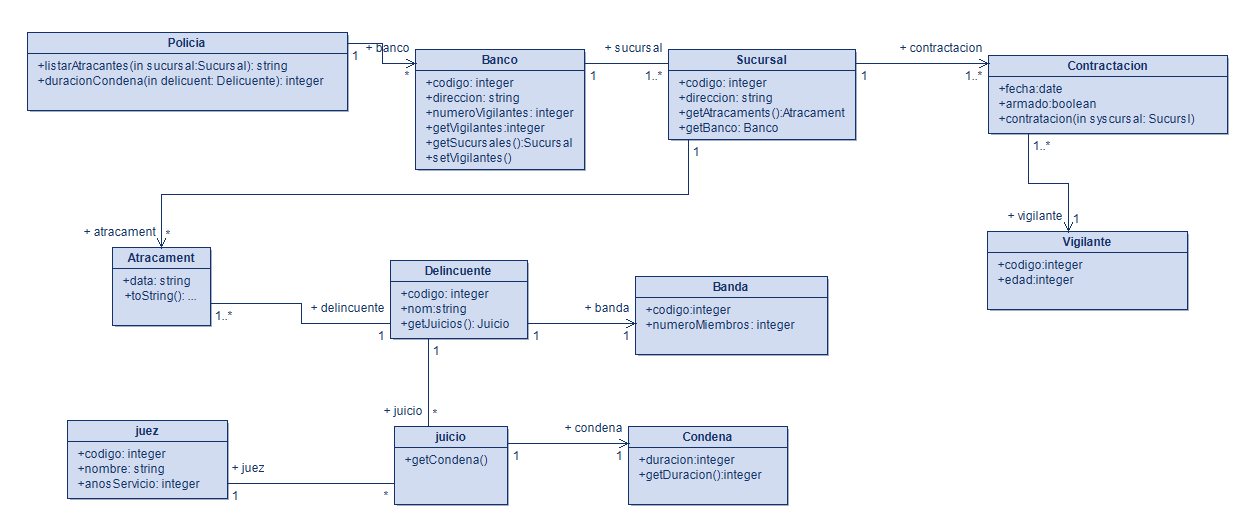 Policia
+listarAtracantes(in sucursal:Sucursal): string
+duracionCondena(in delicuent: Delicuente): integer
1
+ banco
*
Banco
+codigo: integer
+direccion: string
+numeroVigilantes: integer
+getVigilantes:integer
+getSucursales():Sucursal
+setVigilantes()
1
+ sucursal
1..*
Sucursal
+codigo: integer
+direccion: string
+getAtracaments():Atracament
+getBanco: Banco
1
+ contractacion
1..*
Contractacion
+fecha:date
+armado:boolean
+contratacion(in syscursal: Sucursl)
1..*
+ vigilante
1
Vigilante
+codigo:integer
+edad:integer
1
+ atracament
*
Atracament
+data: string
+toString(): ...
1..*
+ delincuente
1
Delincuente
+codigo: integer
+nom:string
+getJuicios(): Juicio
1
+ banda
1
Banda
+codigo:integer
+numeroMiembros: integer
1
+ juicio
*
juez
+codigo: integer
+nombre: string
+anosServicio: integer
+ juez
1
*
juicio
+getCondena()
1
+ condena
1
Condena
+duracion:integer
+getDuracion():integer